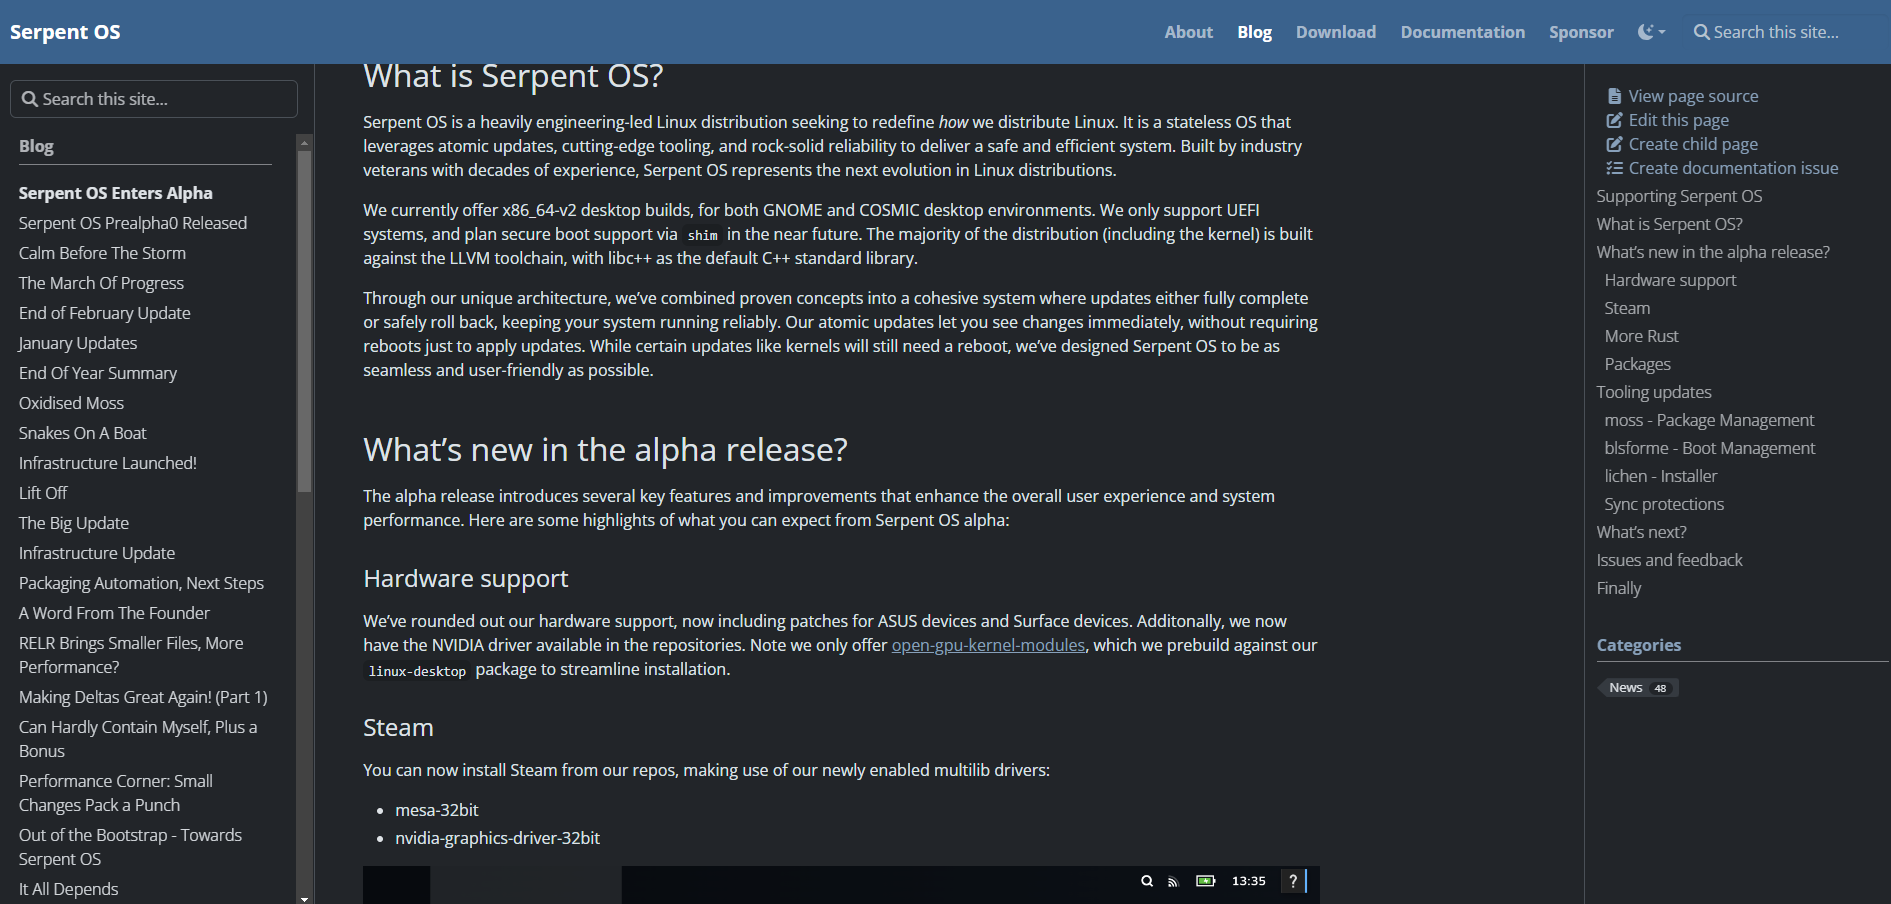 Serpent OS
About Blog Download Documentation Sponsor Search this site...
Search this site...
Blog
Serpent OS Enters Alpha
Serpent OS Prealpha0 Released
Calm Before The Storm
The March Of Progress
End of February Update
January Updates
End Of Year Summary
Oxidised Moss
Snakes On A Boat
Infrastructure Launched!
Lift Off
The Big Update
Infrastructure Update
Packaging Automation, Next Steps
A Word From The Founder
RELR Brings Smaller Files, More
Performance?
Making Deltas Great Again! (Part 1)
Can Hardly Contain Myself, Plus a
Bonus
Performance Corner: Small
Changes Pack a Punch
Out of the Bootstrap - Towards
Serpent OS
It All Depends
What is Serpent OS?
Serpent OS is a heavily engineering-led Linux distribution seeking to redefine how we distribute Linux. It is a stateless OS that
leverages atomic updates, cutting-edge tooling, and rock-solid reliability to deliver a safe and efficient system. Built by industry
veterans with decades of experience, Serpent OS represents the next evolution in Linux distributions.
We currently offer x86_64-v2 desktop builds, for both GNOME and COSMIC desktop environments. We only support UEFI
systems, and plan secure boot support via shim in the near future. The majority of the distribution (including the kernel) is built
against the LLVM toolchain, with libc++ as the default C++ standard library.
Through our unique architecture, we’ve combined proven concepts into a cohesive system where updates either fully complete
or safely roll back, keeping your system running reliably. Our atomic updates let you see changes immediately, without requiring
reboots just to apply updates. While certain updates like kernels will still need a reboot, we’ve designed Serpent OS to be as
seamless and user-friendly as possible.
What’s new in the alpha release?
The alpha release introduces several key features and improvements that enhance the overall user experience and system
performance. Here are some highlights of what you can expect from Serpent OS alpha:
Hardware support
We’ve rounded out our hardware support, now including patches for ASUS devices and Surface devices. Additonally, we now
have the NVIDIA driver available in the repositories. Note we only offer open-gpu-kernel-modules, which we prebuild against our
linux-desktop package to streamline installation.
Steam
You can now install Steam from our repos, making use of our newly enabled multilib drivers:
• mesa-32bit
• nvidia-graphics-driver-32bit
13:35 ?
View page source
Edit this page
Create child page
Create documentation issue
Supporting Serpent OS
What is Serpent OS?
What’s new in the alpha release?
Hardware support
Steam
More Rust
Packages
Tooling updates
moss - Package Management
blsforme - Boot Management
lichen - Installer
Sync protections
What’s next?
Issues and feedback
Finally
Categories
News 48